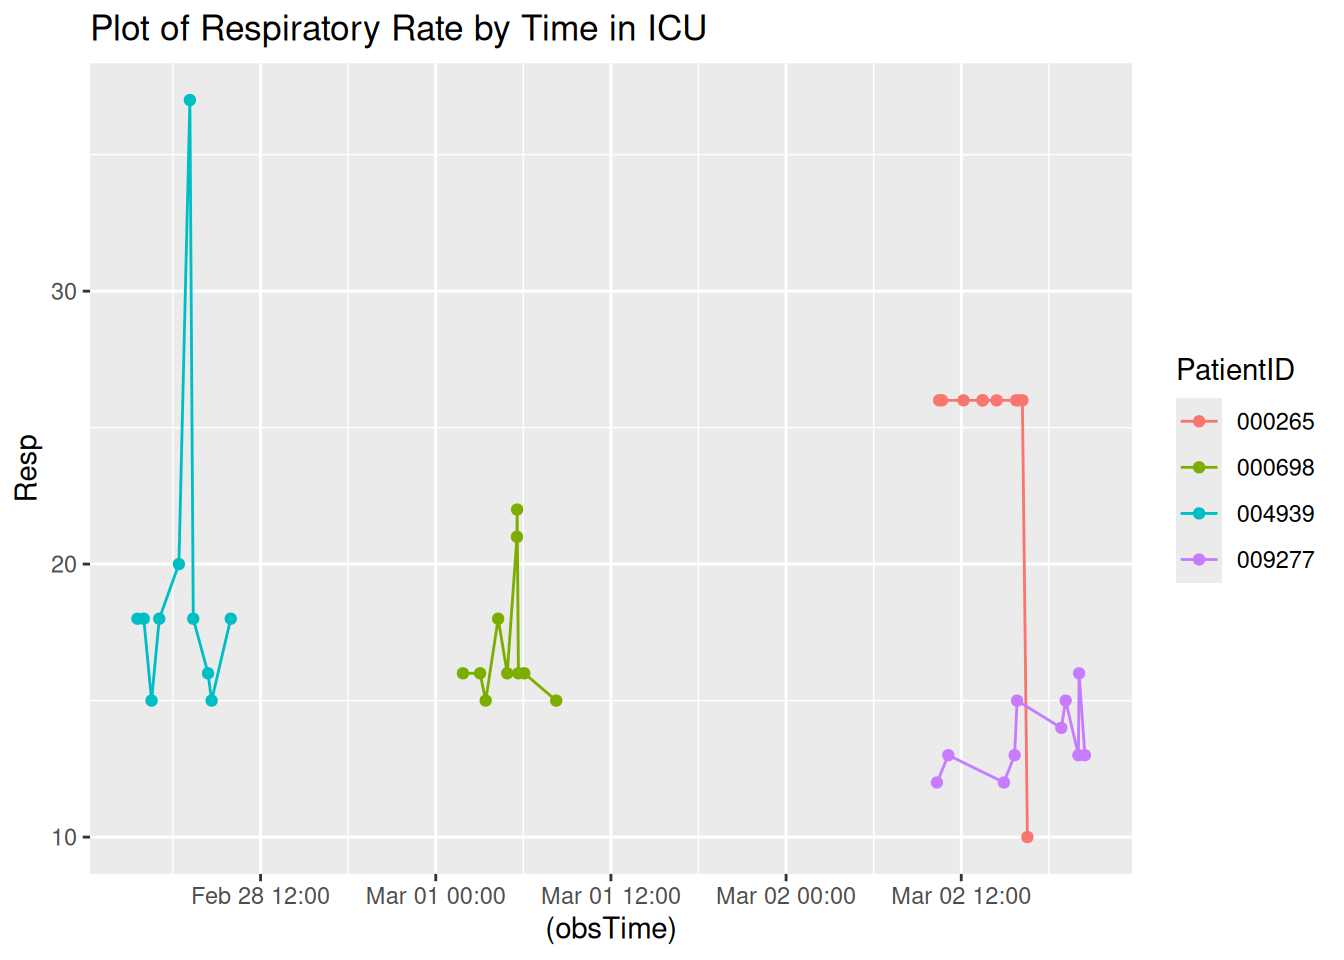 Plot of Respiratory Rate by Time in ICU
Resp
30
20
10
Feb 28 12:00
Mar 01 00:00
Mar 01 12:00
Mar 02 00:00
Mar 02 12:00
(obsTime)
PatientID
000265
000698
004939
009277